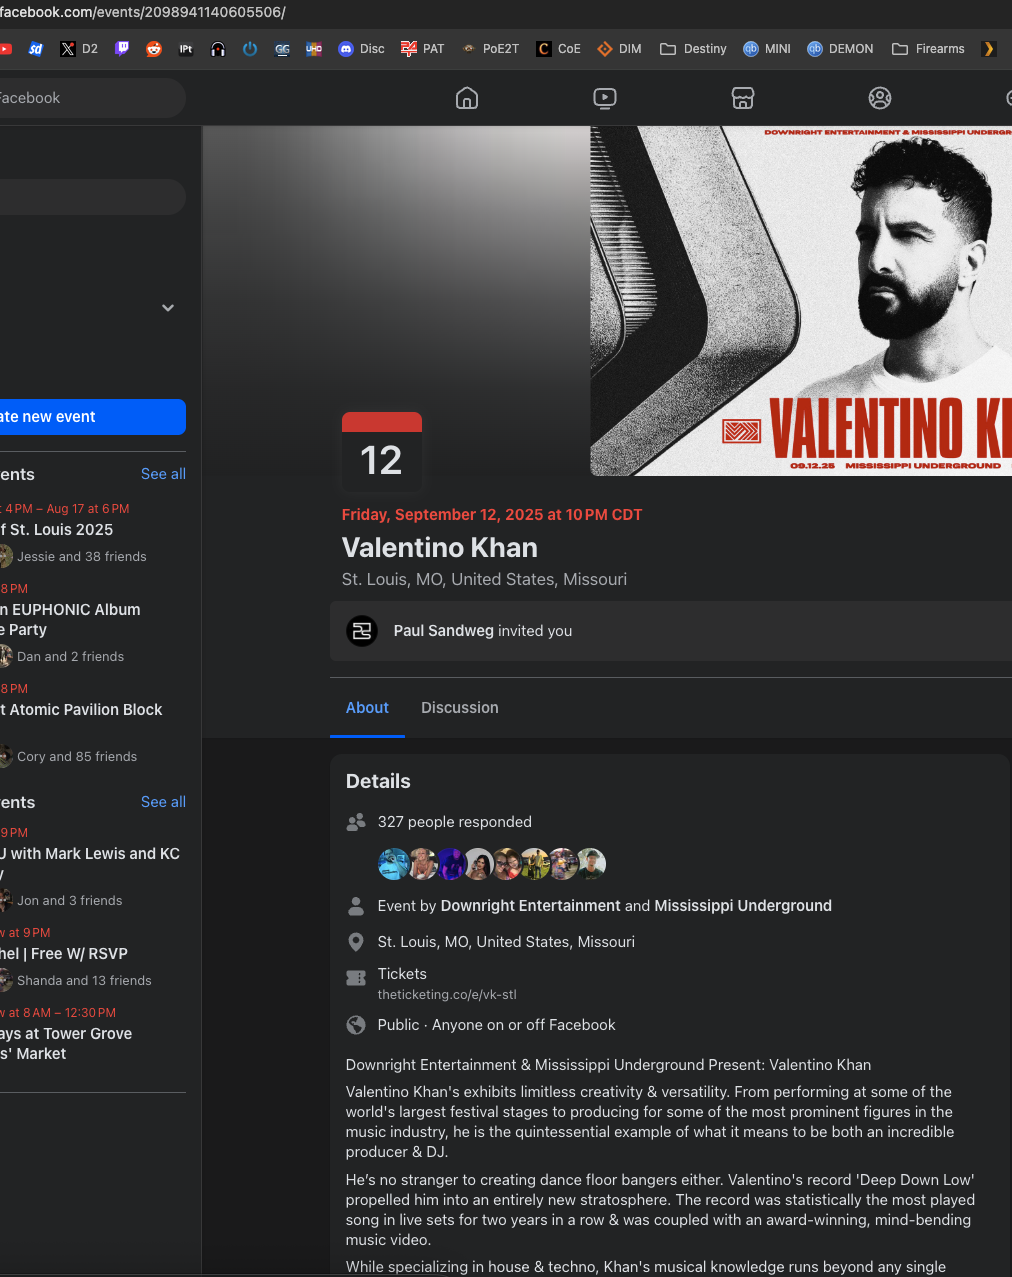 facebook.com/events/2098941140605506/
sd
X D2
IPt
GG
UHQ
Disc
PAT
PoE2T
C CoE
DIM
Destiny
qb MINI
qb DEMON
Firearms
Facebook
DOWNRIGHT ENTERTAINMENT & MISSISSIPPI UNDERGR
VALENTINO K
09.12.25 MISSISSIPPI UNDERGROUND
12
Friday, September 12, 2025 at 10 PM CDT
Valentino Khan
St. Louis, MO, United States, Missouri
Paul Sandweg invited you
About Discussion
Details
327 people responded
Event by Downright Entertainment and Mississippi Underground
St. Louis, MO, United States, Missouri
Tickets
theticketing.co/e/vk-stl
Public · Anyone on or off Facebook
Downright Entertainment & Mississippi Underground Present: Valentino Khan
Valentino Khan's exhibits limitless creativity & versatility. From performing at some of the
world's largest festival stages to producing for some of the most prominent figures in the
music industry, he is the quintessential example of what it means to be both an incredible
producer & DJ.
He's no stranger to creating dance floor bangers either. Valentino's record 'Deep Down Low'
propelled him into an entirely new stratosphere. The record was statistically the most played
song in live sets for two years in a row & was coupled with an award-winning, mind-bending
music video.
While specializing in house & techno, Khan's musical knowledge runs beyond any single
ate new event
ents See all
t 4 PM – Aug 17 at 6 PM
f St. Louis 2025
Jessie and 38 friends
8 PM
n EUPHONIC Album
e Party
Dan and 2 friends
8 PM
t Atomic Pavilion Block
Cory and 85 friends
ents See all
9 PM
U with Mark Lewis and KC
y
Jon and 3 friends
w at 9 PM
hel | Free W/ RSVP
Shanda and 13 friends
w at 8 AM – 12:30 PM
ays at Tower Grove
s' Market